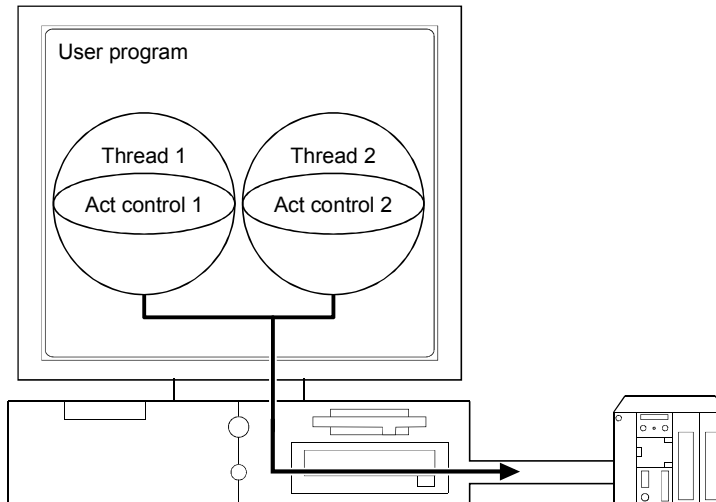 User program
Thread 1
Thread 2
Act control 1
Act control 2